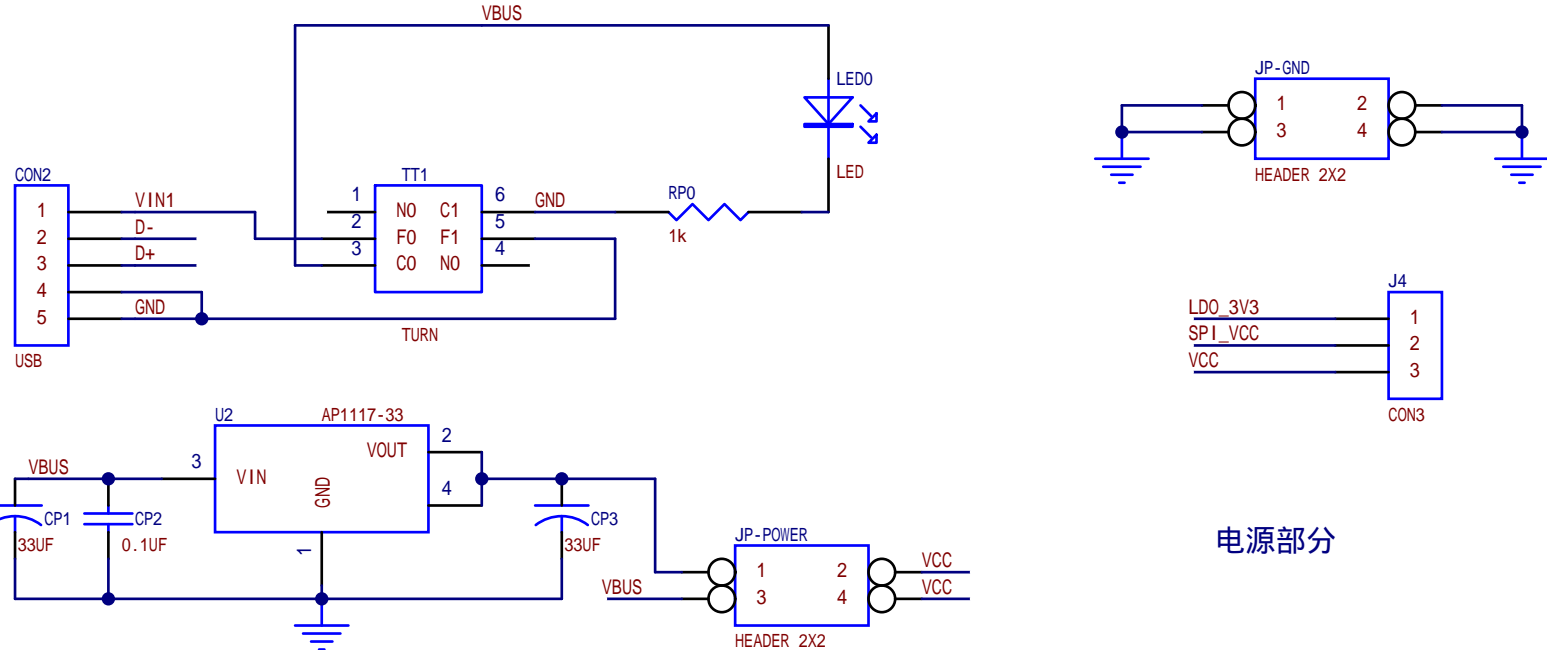 VBUS
LED0
LED
JP-GND
1 2
3 4
HEADER 2X2
CON2
1 VIN1
2 D-
3 D+
4
5 GND
USB
TT1
1 N0 C1 6 GND
2 F0 F1 5
3 C0 N0 4
TURN
RP0
1k
J4
LDO_3V3 1
SPI_VCC 2
VCC 3
CON3
U2 AP1117-33
VBUS 3 VIN VOUT 2
GND 4
1
CP1
33UF
CP2
0.1UF
CP3
33UF
JP-POWER
1 2 VCC
VBUS 3 4 VCC
HEADER 2X2
电源部分